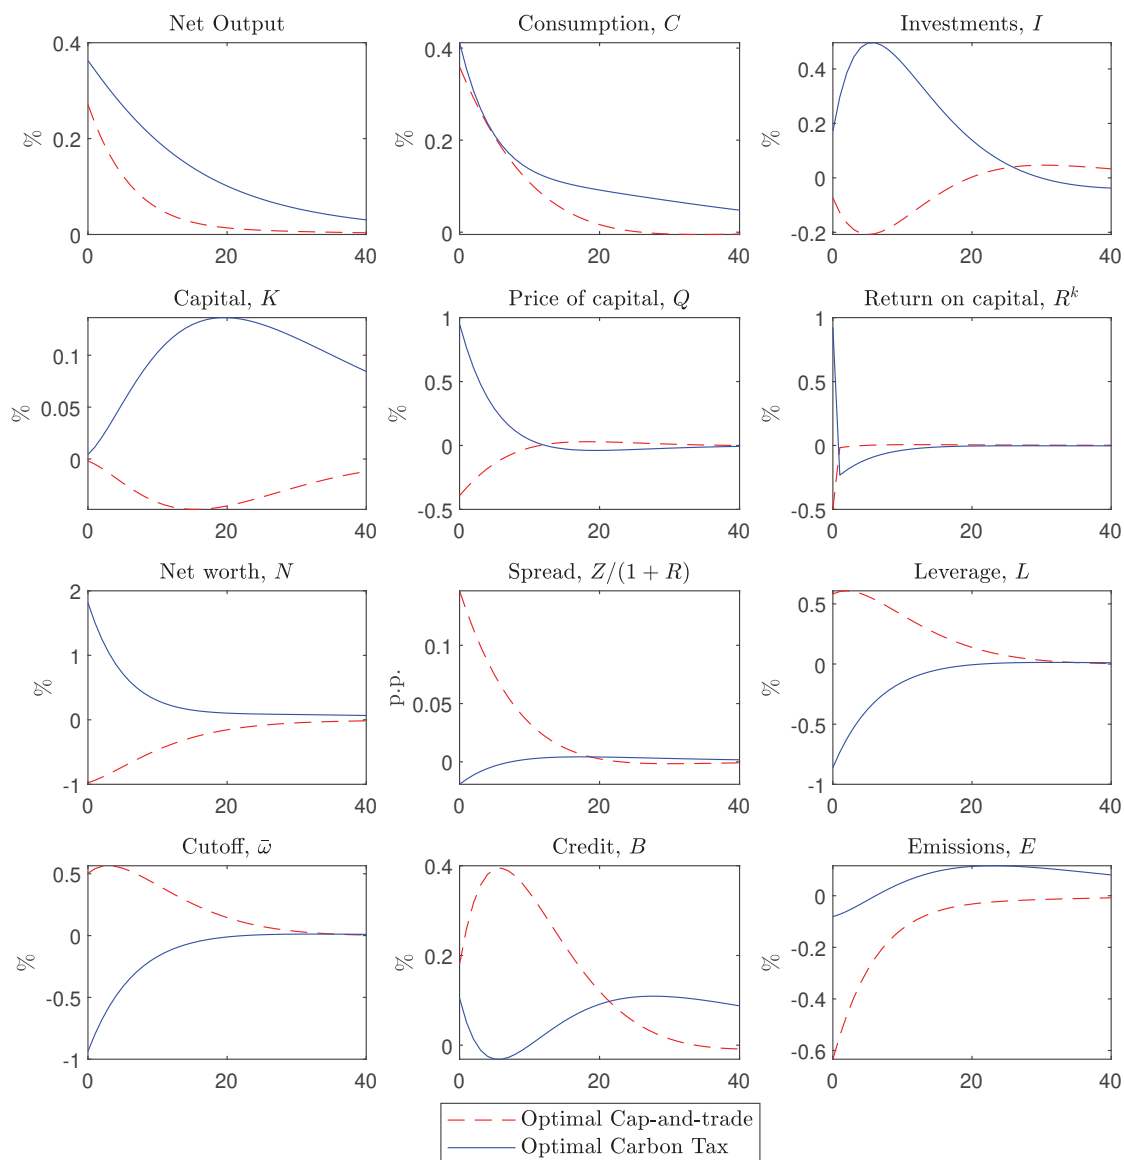 Net Output
Consumption, C
Investments, I
0.4
0.2
0
%
0 20 40
0.4
0.2
0
%
0 20 40
0.4
0.2
0
-0.2
%
0 20 40
Capital, K
Price of capital, Q
Return on capital, R^k
0.1
0.05
0
%
0 20 40
1
0.5
0
-0.5
%
0 20 40
1
0.5
0
-0.5
%
0 20 40
Net worth, N
Spread, Z/(1 + R)
Leverage, L
2
1
0
-1
%
0 20 40
0.1
0.05
0
p.p.
0 20 40
0.5
0
-0.5
-1
%
0 20 40
Cutoff, ω̄
Credit, B
Emissions, E
0.5
0
-0.5
-1
%
0 20 40
0.4
0.2
0
%
0 20 40
0
-0.2
-0.4
-0.6
%
0 20 40
Optimal Cap-and-trade
Optimal Carbon Tax